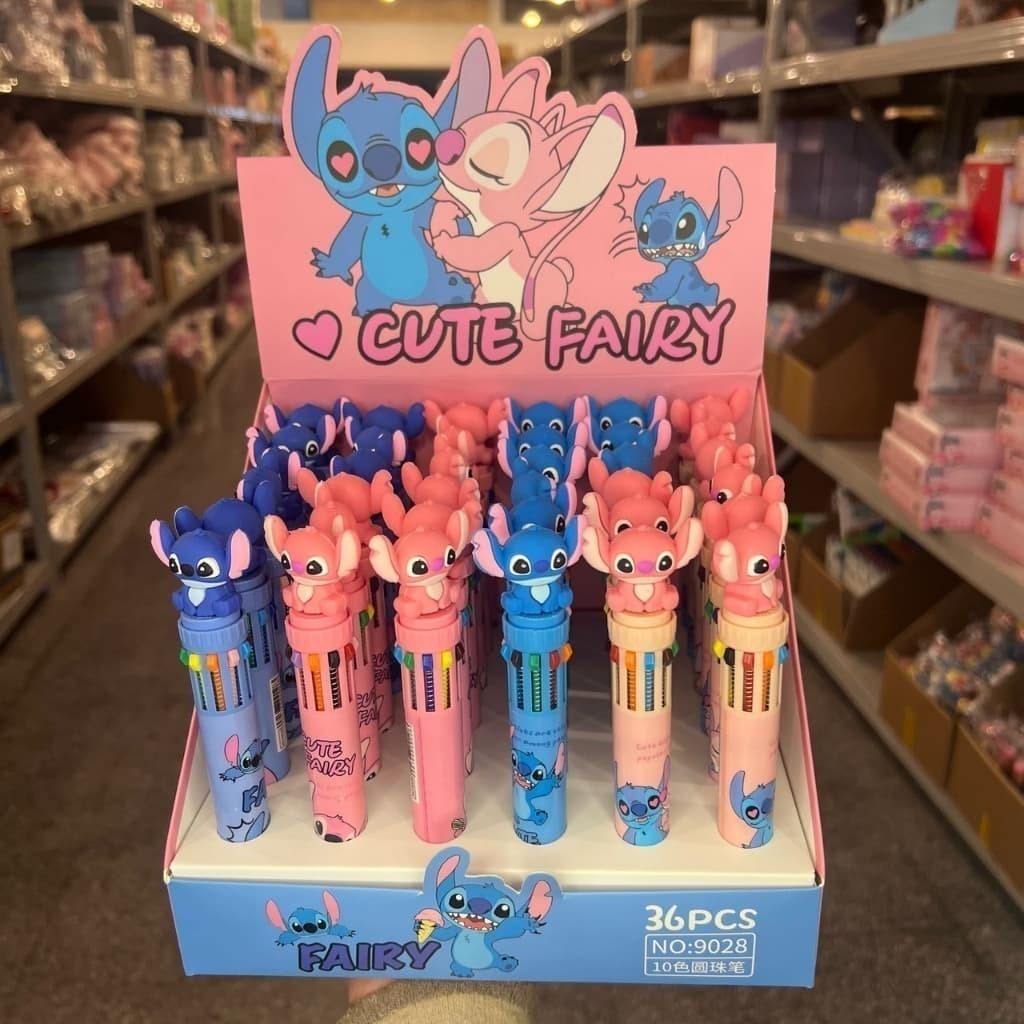 CUTE FAIRY
CUTE
FAIRY
FAIRY
36PCS
NO:9028
10色圆珠笔